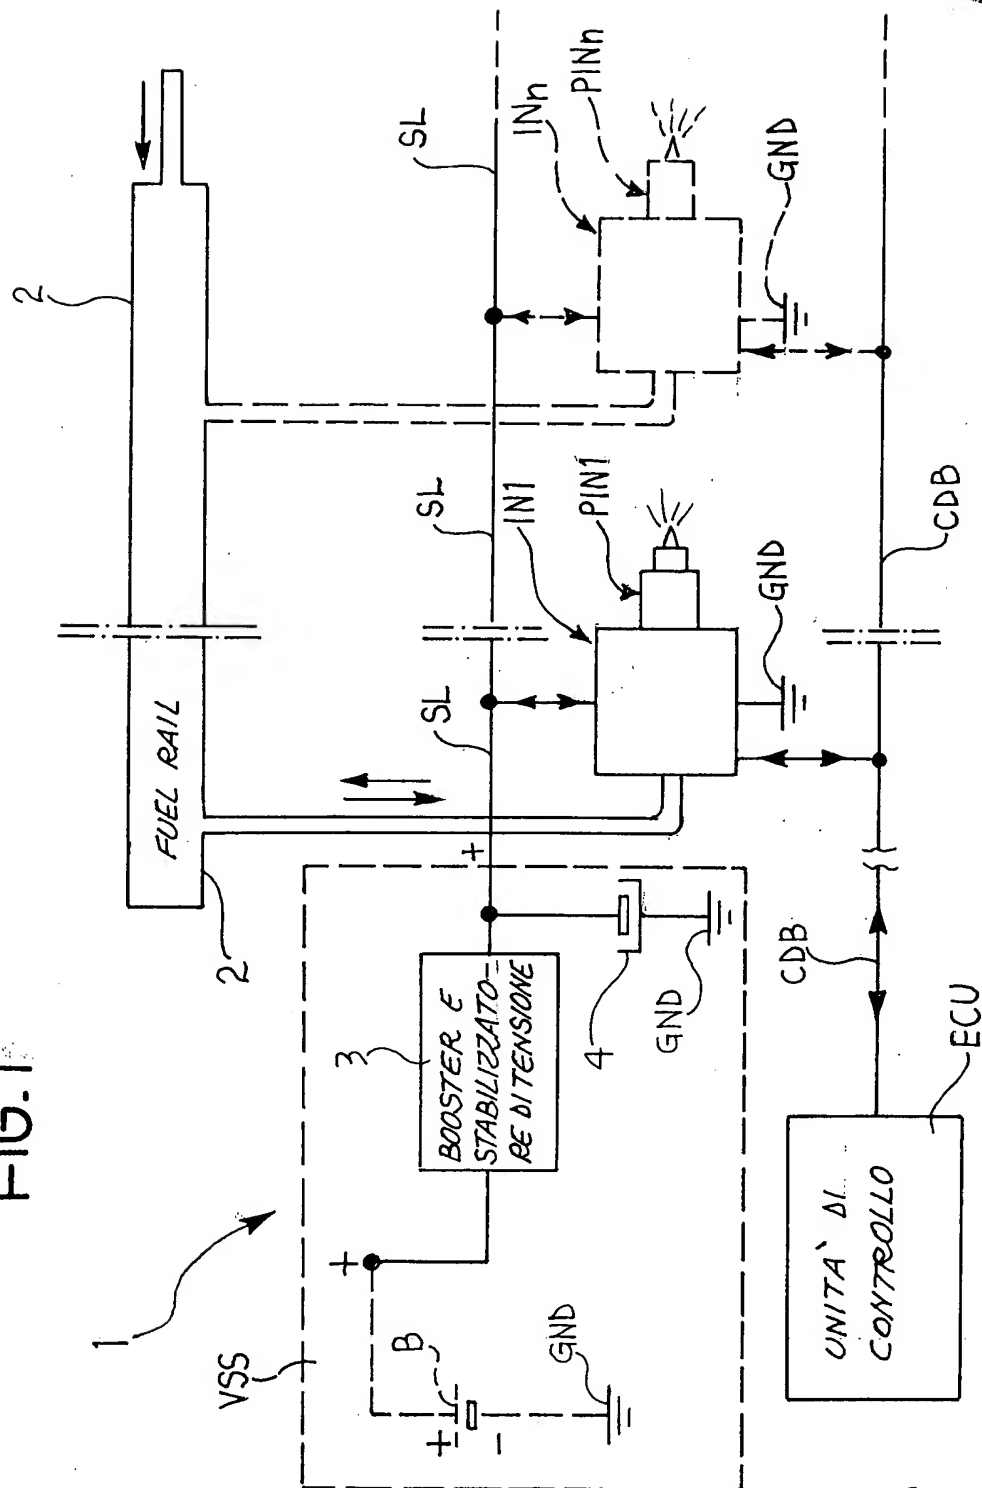 FIG. 1
1
2
FUEL RAIL
2
VSS
+
B
+
-
GND
3
BOOSTER E
STABILIZZATO-
RE DI TENSIONE
+
4
GND
SL
SL
SL
IN1
PIN1
GND
INn
PINn
GND
UNITA` DI
CONTROLLO
ECU
CDB
CDB